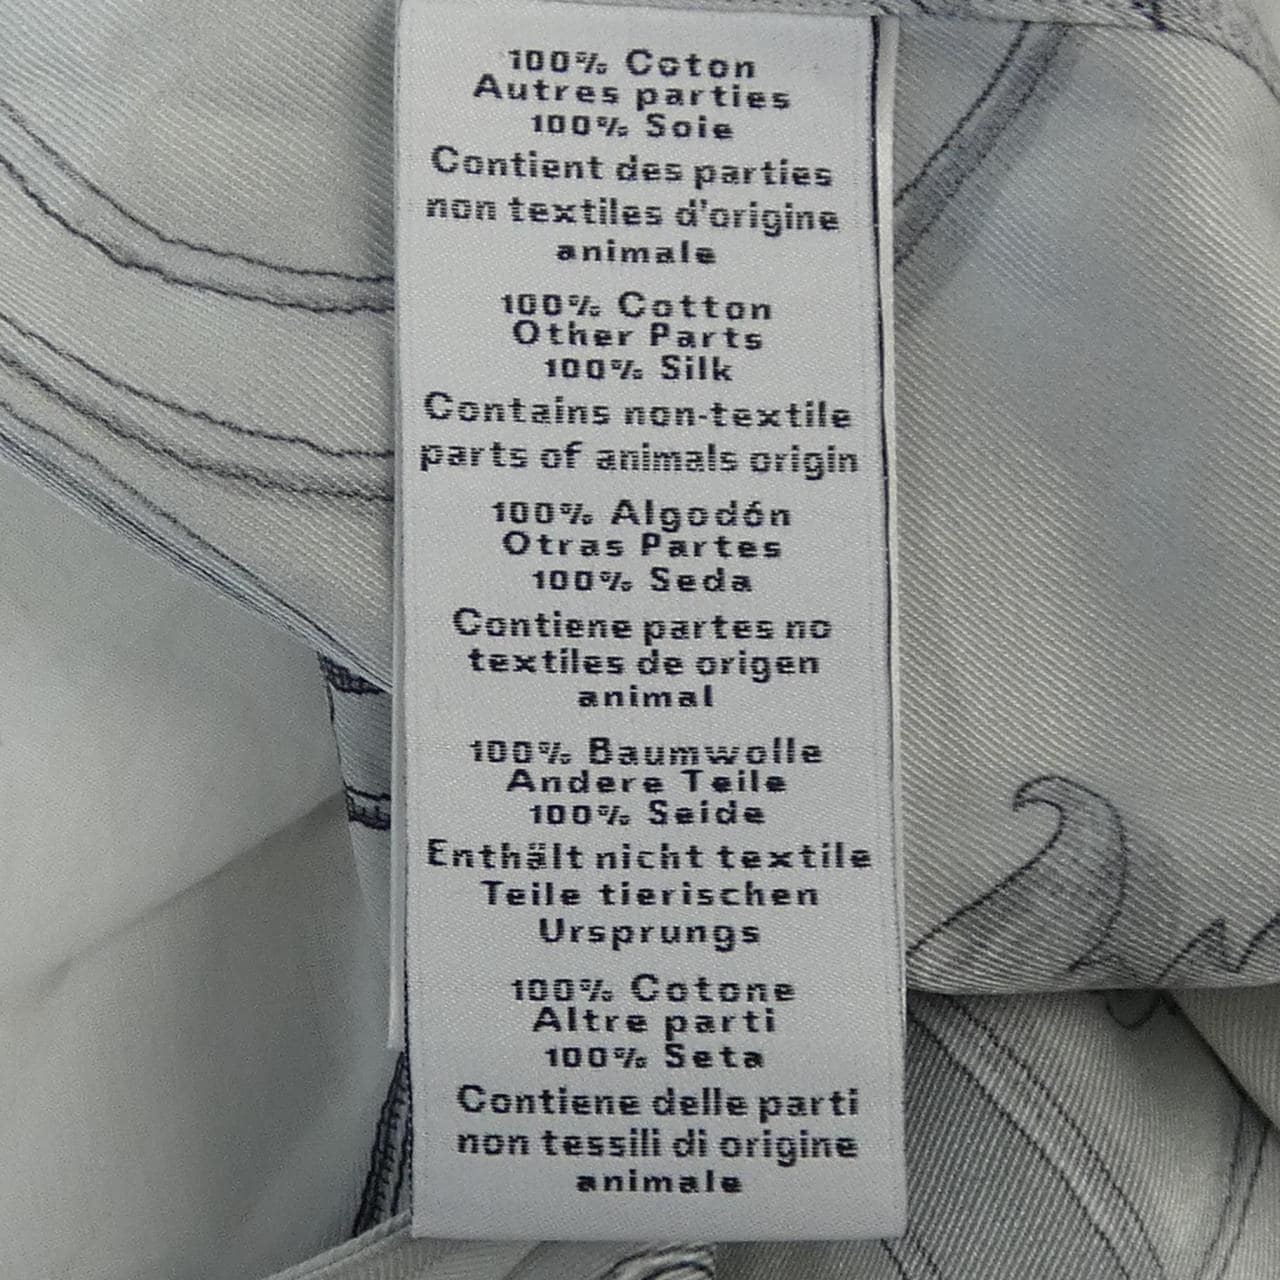 100% Coton
Autres parties
100% Soie
Contient des parties
non textiles d'origine
animale
100% Cotton
Other Parts
100% Silk
Contains non-textile
parts of animals origin
100% Algodón
Otras Partes
100% Seda
Contiene partes no
textiles de origen
animal
100% Baumwolle
Andere Teile
100% Seide
Enthält nicht textile
Teile tierischen
Ursprungs
100% Cotone
Altre parti
100% Seta
Contiene delle parti
non tessili di origine
animale